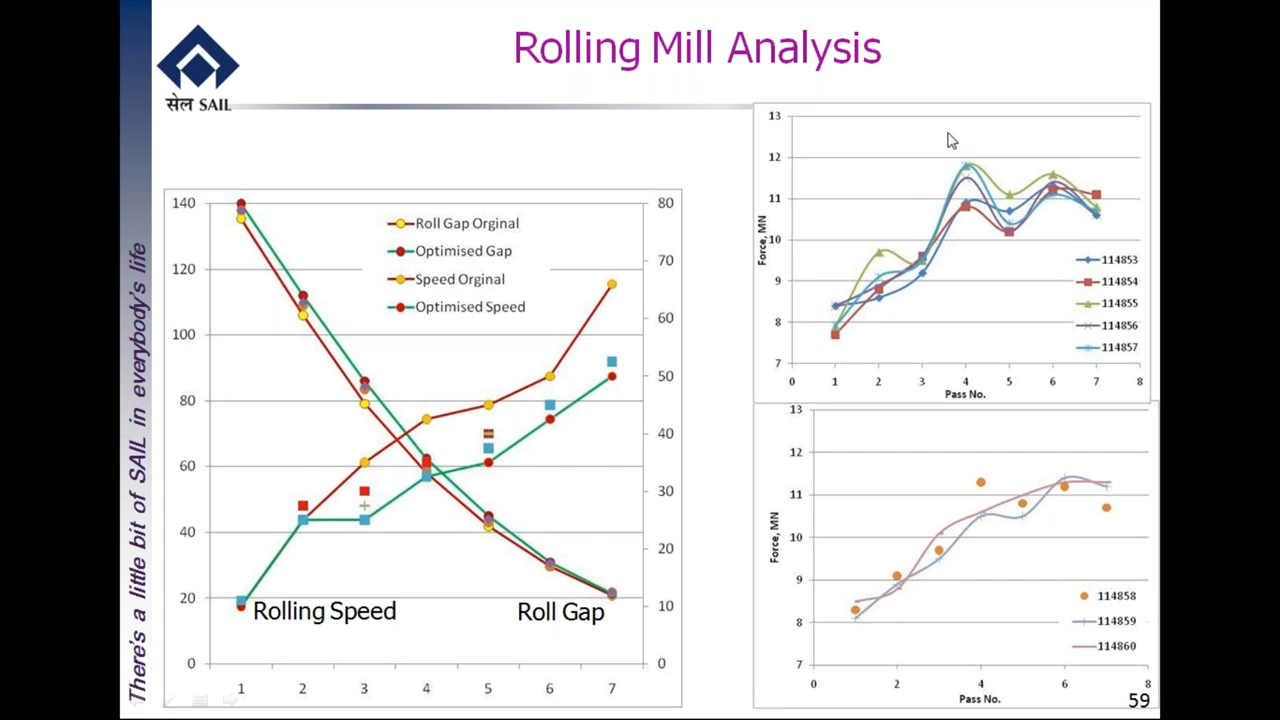 Rolling Mill Analysis
सेल SAIL
There's a little bit of SAIL in everybody's life
140
120
100
80
60
40
20
0
80
70
60
50
40
30
20
10
0
Roll Gap Orginal
Optimised Gap
Speed Orginal
Optimised Speed
Rolling Speed
Roll Gap
1 2 3 4 5 6 7
13
12
11
10
9
8
7
Force, MN
114853
114854
114855
114856
114857
0 1 2 3 4 5 6 7 8
Pass No.
13
12
11
10
9
8
7
Force, MN
114858
114859
114860
0 2 4 6 8
Pass No.
59